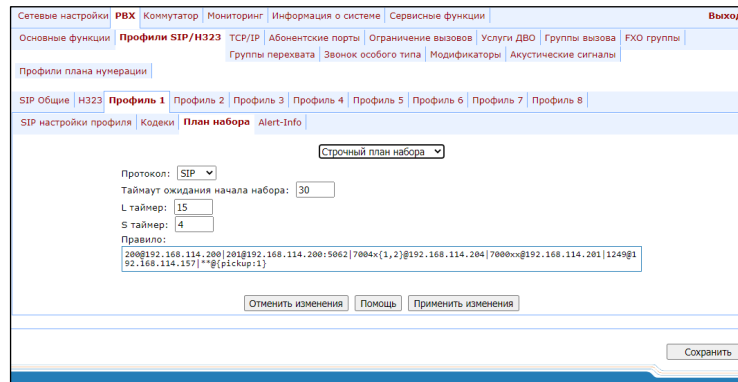 Сетевые настройки PBX Коммутатор Мониторинг Информация о системе Сервисные функции Выход
Основные функции Профили SIP/H323 TCP/IP Абонентские порты Ограничение вызовов Услуги ДВО Группы вызова FXO группы
Группы перехвата Звонок особого типа Модификаторы Акустические сигналы
Профили плана нумерации
SIP Общие H323 Профиль 1 Профиль 2 Профиль 3 Профиль 4 Профиль 5 Профиль 6 Профиль 7 Профиль 8
SIP настройки профиля Кодеки План набора Alert-Info
Строчный план набора
Протокол: SIP
Таймаут ожидания начала набора: 30
L таймер: 15
S таймер: 4
Правило:
200@192.168.114.200|201@192.168.114.200:5062|7004x{1,2}@192.168.114.204|7000xx@192.168.114.201|1249@1
92.168.114.157|**@{pickup:1}
Отменить изменения Помощь Применить изменения
Сохранить